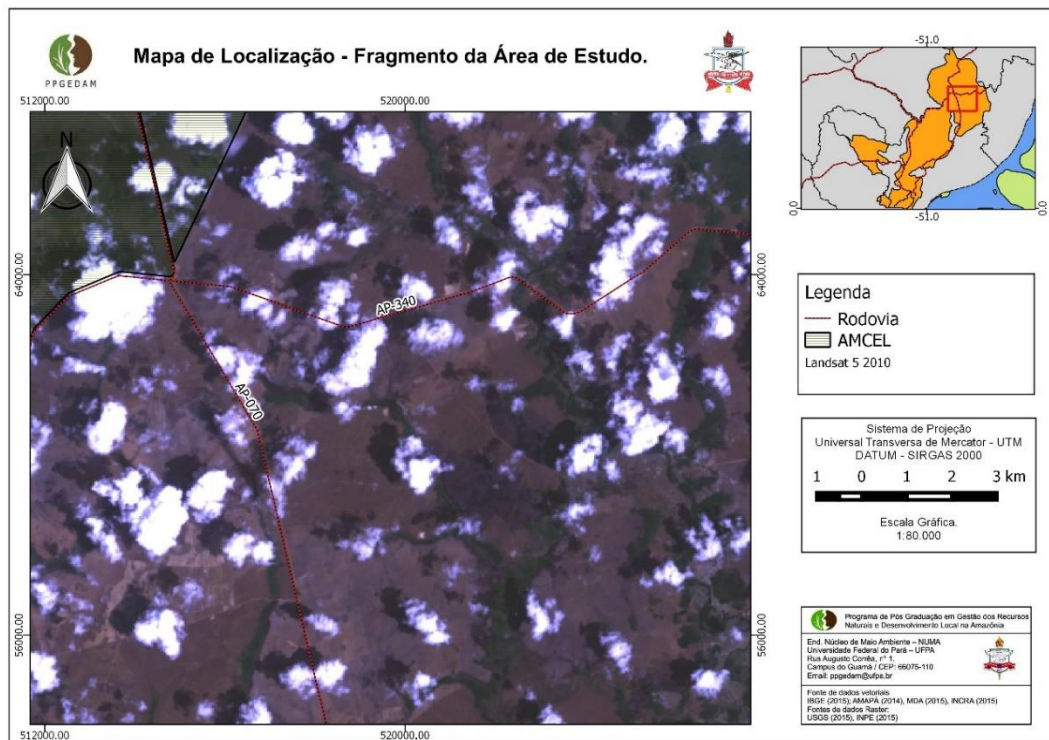 PPGEDAM
Mapa de Localização - Fragmento da Área de Estudo.
512000.00
520000.00
N
AP-340
AP-070
64000.00
56000.00
64000.00
56000.00
512000.00
520000.00
-51.0
0.0
0.0
-51.0
Legenda
Rodovia
AMCEL
Landsat 5 2010
Sistema de Projeção
Universal Transversa de Mercator - UTM
DATUM - SIRGAS 2000
1 0 1 2 3 km
Escala Gráfica.
1:80.000
Programa de Pós Graduação em Gestão dos Recursos
Naturais e Desenvolvimento Local na Amazônia
End. Núcleo de Maio Ambiente – NUMA
Universidade Federal do Pará – UFPA
Rua Augusto Corrêa, n° 1.
Campus do Guamá / CEP: 66075-110
Email: ppgedam@ufpa.br
Fonte de dados vetoriais
IBGE (2015); AMAPÁ (2014), MDA (2015), INCRA (2015)
Fontes de dados Raster:
USGS (2015), INPE (2015)